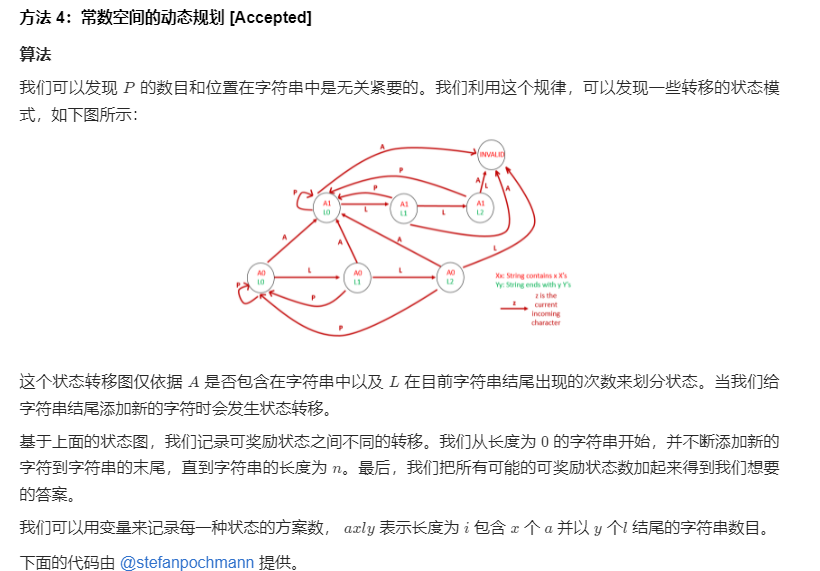 方法 4：常数空间的动态规划 [Accepted]
算法
我们可以发现 P 的数目和位置在字符串中是无关紧要的。我们利用这个规律，可以发现一些转移的状态模
式，如下图所示：
A
INVALID
P
A
L
P
P
A
A1
L0
L
A1
L1
L
A1
L2
A
A
A
L
A0
L0
L
A0
L1
L
A0
L2
P
P
P
Xx: String contains x X's
Yy: String ends with y Y's
z
z is the
current
incoming
character
这个状态转移图仅依据 A 是否包含在字符串中以及 L 在目前字符串结尾出现的次数来划分状态。当我们给
字符串结尾添加新的字符时会发生状态转移。
基于上面的状态图，我们记录可奖励状态之间不同的转移。我们从长度为 0 的字符串开始，并不断添加新的
字符到字符串的末尾，直到字符串的长度为 n。最后，我们把所有可能的可奖励状态数加起来得到我们想要
的答案。
我们可以用变量来记录每一种状态的方案数， axly 表示长度为 i 包含 x 个 a 并以 y 个l 结尾的字符串数目。
下面的代码由 @stefanpochmann 提供。